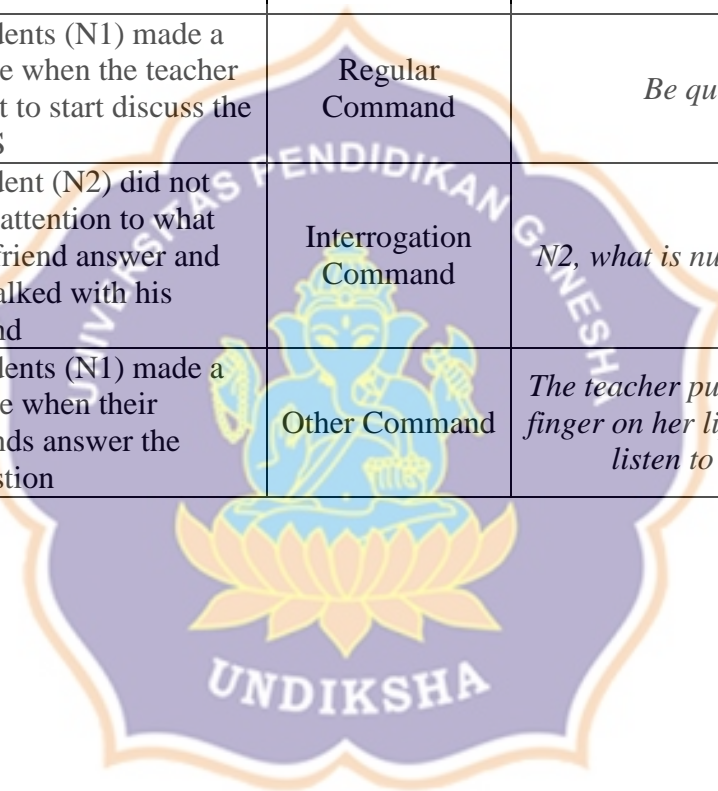 dents (N1) made a
e when the teacher
t to start discuss the
S
Regular
Command
Be qu
dent (N2) did not
attention to what
friend answer and
alked with his
nd
Interrogation
Command
N2, what is nu
dents (N1) made a
e when their
nds answer the
stion
Other Command
The teacher pu
finger on her li
listen to
UNIVERSITAS PENDIDIKAN GANESHA
UNDIKSHA